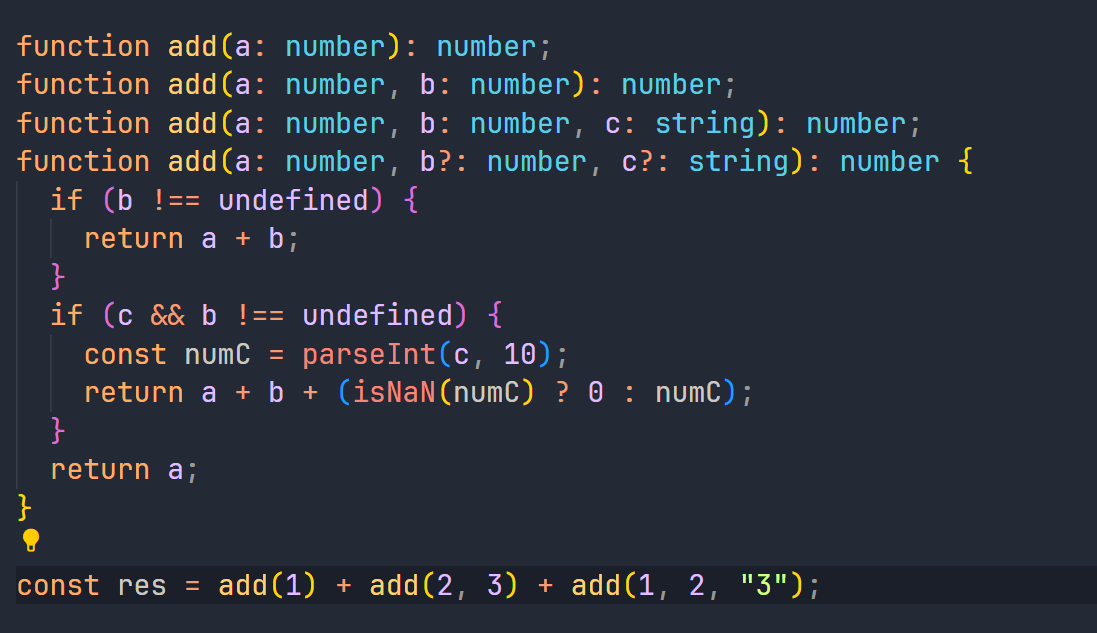 function add(a: number): number;
function add(a: number, b: number): number;
function add(a: number, b: number, c: string): number;
function add(a: number, b?: number, c?: string): number {
  if (b !== undefined) {
    return a + b;
  }
  if (c && b !== undefined) {
    const numC = parseInt(c, 10);
    return a + b + (isNaN(numC) ? 0 : numC);
  }
  return a;
}
const res = add(1) + add(2, 3) + add(1, 2, "3");